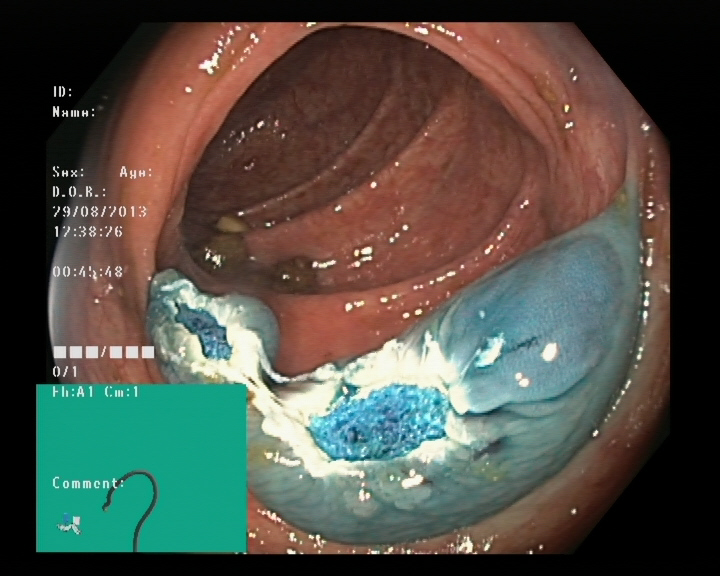 ID:
Name:
Sex: Age:
D.O.B.:
29/08/2013
12:38:26
00:45:48
■■■/■■■
0/1
Eh:A1 Cm:1
Comment: